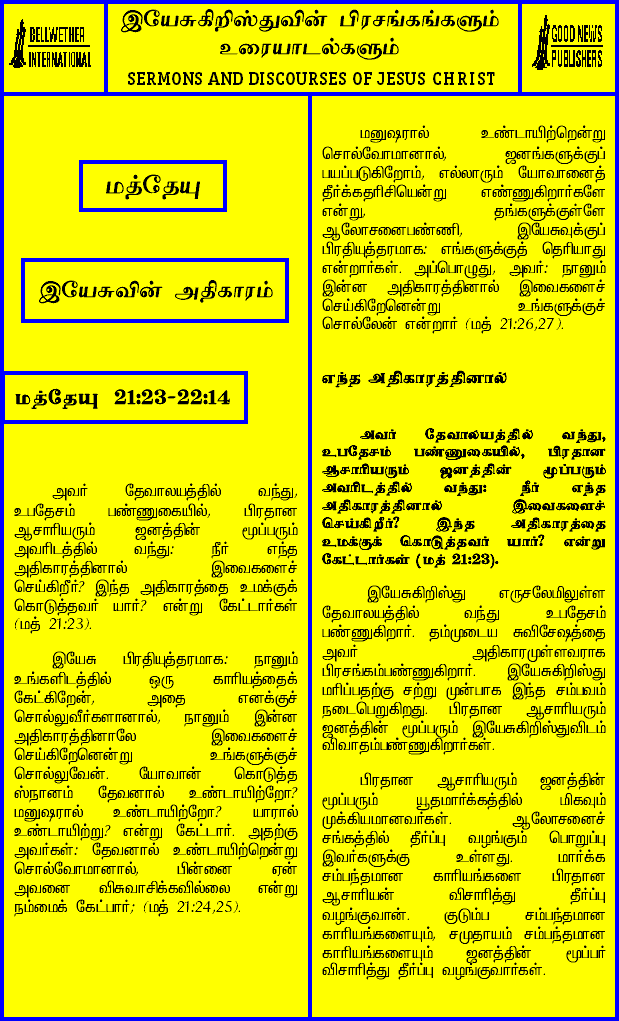 BELLWETHER
INTERNATIONAL
இயேசுகிறிஸ்துவின் பிரசங்கங்களும்
உரையாடல்களும்
SERMONS AND DISCOURSES OF JESUS CHRIST
GOOD NEWS
PUBLISHERS
மத்தேயு
இயேசுவின் அதிகாரம்
மத்தேயு 21:23-22:14
அவர் தேவாலயத்தில் வந்து,
உபதேசம் பண்ணுகையில், பிரதான
ஆசாரியரும் ஜனத்தின் மூப்பரும்
அவரிடத்தில் வந்து: நீர் எந்த
அதிகாரத்தினால் இவைகளைச்
செய்கிறீர்? இந்த அதிகாரத்தை உமக்குக்
கொடுத்தவர் யார்? என்று கேட்டார்கள்
(மத் 21:23).
இயேசு பிரதியுத்தரமாக: நானும்
உங்களிடத்தில் ஒரு காரியத்தைக்
கேட்கிறேன், அதை எனக்குச்
சொல்லுவீர்களானால், நானும் இன்ன
அதிகாரத்தினாலே இவைகளைச்
செய்கிறேனென்று உங்களுக்குச்
சொல்லுவேன். யோவான் கொடுத்த
ஸ்நானம் தேவனால் உண்டாயிற்றோ?
மனுஷரால் உண்டாயிற்றோ? யாரால்
உண்டாயிற்று? என்று கேட்டார். அதற்கு
அவர்கள்: தேவனால் உண்டாயிற்றென்று
சொல்வோமானால், பின்னை ஏன்
அவனை விசுவாசிக்கவில்லை என்று
நம்மைக் கேட்பார்; (மத் 21:24,25).
மனுஷரால் உண்டாயிற்றென்று
சொல்வோமானால், ஜனங்களுக்குப்
பயப்படுகிறோம், எல்லாரும் யோவானைத்
தீர்க்கதரிசியென்று எண்ணுகிறார்களே
என்று, தங்களுக்குள்ளே
ஆலோசனைபண்ணி, இயேசுவுக்குப்
பிரதியுத்தரமாக: எங்களுக்குத் தெரியாது
என்றார்கள். அப்பொழுது, அவர்: நானும்
இன்ன அதிகாரத்தினால் இவைகளைச்
செய்கிறேனென்று உங்களுக்குச்
சொல்லேன் என்றார் (மத் 21:26,27).
எந்த அதிகாரத்தினால்
அவர் தேவாலயத்தில் வந்து,
உபதேசம் பண்ணுகையில், பிரதான
ஆசாரியரும் ஜனத்தின் மூப்பரும்
அவரிடத்தில் வந்து: நீர் எந்த
அதிகாரத்தினால் இவைகளைச்
செய்கிறீர்? இந்த அதிகாரத்தை
உமக்குக் கொடுத்தவர் யார்? என்று
கேட்டார்கள் (மத் 21:23).
இயேசுகிறிஸ்து எருசலேமிலுள்ள
தேவாலயத்தில் வந்து உபதேசம்
பண்ணுகிறார். தம்முடைய சுவிசேஷத்தை
அவர் அதிகாரமுள்ளவராக
பிரசங்கம்பண்ணுகிறார். இயேசுகிறிஸ்து
மரிப்பதற்கு சற்று முன்பாக இந்த சம்பவம்
நடைபெறுகிறது. பிரதான ஆசாரியரும்
ஜனத்தின் மூப்பரும் இயேசுகிறிஸ்துவிடம்
விவாதம்பண்ணுகிறார்கள்.
பிரதான ஆசாரியரும் ஜனத்தின்
மூப்பரும் யூதமார்க்கத்தில் மிகவும்
முக்கியமானவர்கள். ஆலோசனைச்
சங்கத்தில் தீர்ப்பு வழங்கும் பொறுப்பு
இவர்களுக்கு உள்ளது. மார்க்க
சம்பந்தமான காரியங்களை பிரதான
ஆசாரியன் விசாரித்து தீர்ப்பு
வழங்குவான். குடும்ப சம்பந்தமான
காரியங்களையும், சமுதாயம் சம்பந்தமான
காரியங்களையும் ஜனத்தின் மூப்பர்
விசாரித்து தீர்ப்பு வழங்குவார்கள்.